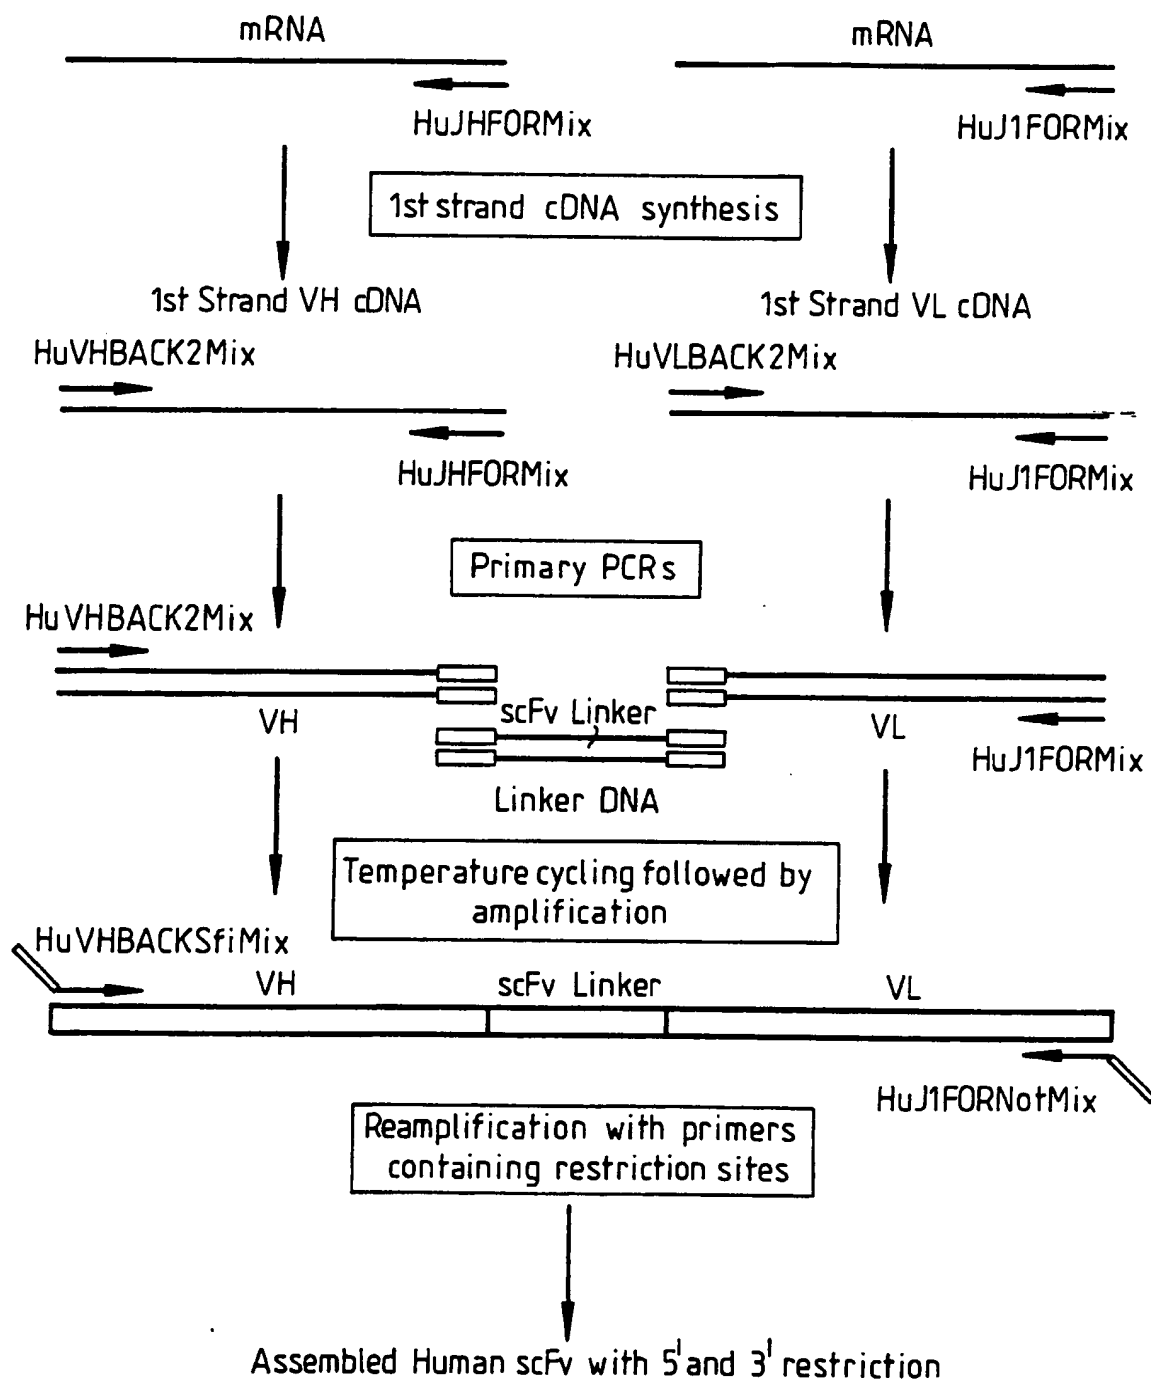 mRNA
mRNA
HuJHFORMix
HuJ1FORMix
1st strand cDNA synthesis
1st Strand VH cDNA
1st Strand VL cDNA
HuVHBACK2Mix
HuVLBACK2Mix
HuJHFORMix
HuJ1FORMix
Primary PCRs
HuVHBACK2Mix
VH
scFv Linker
VL
HuJ1FORMix
Linker DNA
Temperature cycling followed by
amplification
HuVHBACKSfiMix
VH
scFv Linker
VL
HuJ1FORNotMix
Reamplification with primers
containing restriction sites
Assembled Human scFv with 5' and 3' restriction